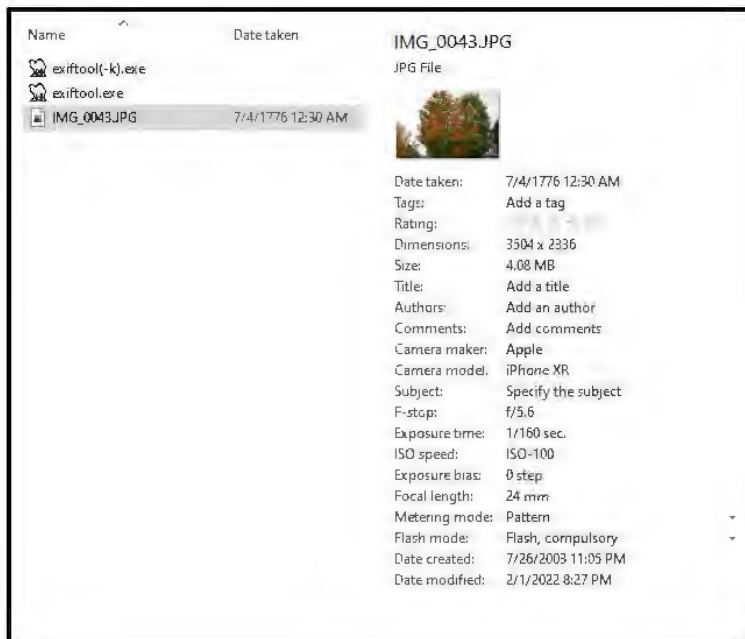 Name Date taken
exiftool(-k).exe
exiftool.exe
IMG_0043.JPG 7/4/1776 12:30 AM
IMG_0043.JPG
JPG File
Date taken: 7/4/1776 12:30 AM
Tags: Add a tag
Rating:
Dimensions: 3504 x 2336
Size: 4.08 MB
Title: Add a title
Authors: Add an author
Comments: Add comments
Camera maker: Apple
Camera model: iPhone XR
Subject: Specify the subject
F-stop: f/5.6
Exposure time: 1/160 sec.
ISO speed: ISO-100
Exposure bias: 0 step
Focal length: 24 mm
Metering mode: Pattern
Flash mode: Flash, compulsory
Date created: 7/26/2003 11:05 PM
Date modified: 2/1/2022 8:27 PM